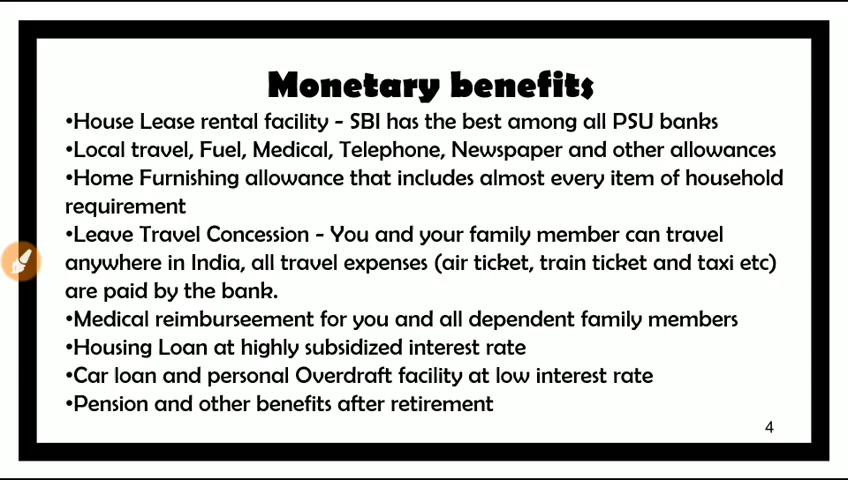 Monetary benefits
•House Lease rental facility - SBI has the best among all PSU banks
•Local travel, Fuel, Medical, Telephone, Newspaper and other allowances
•Home Furnishing allowance that includes almost every item of household
requirement
•Leave Travel Concession - You and your family member can travel
anywhere in India, all travel expenses (air ticket, train ticket and taxi etc)
are paid by the bank.
•Medical reimburseement for you and all dependent family members
•Housing Loan at highly subsidized interest rate
•Car loan and personal Overdraft facility at low interest rate
•Pension and other benefits after retirement
4